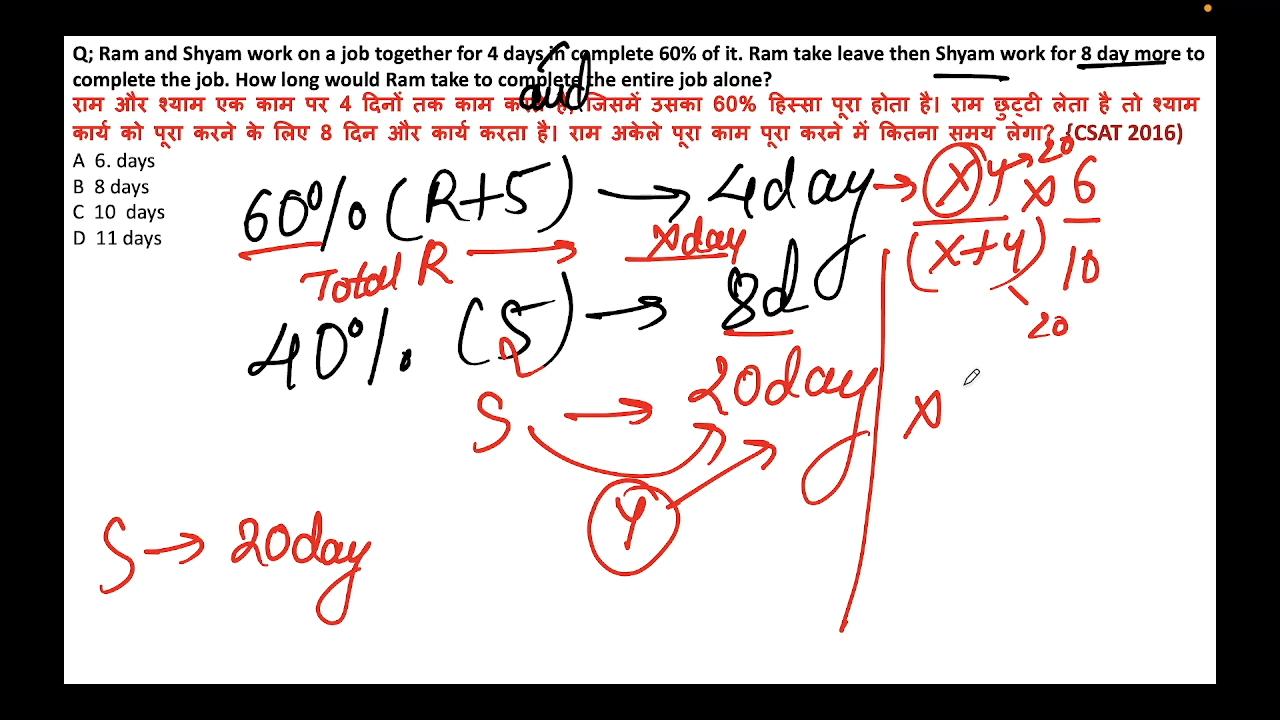 Q; Ram and Shyam work on a job together for 4 days in complete 60% of it. Ram take leave then Shyam work for 8 day more to
complete the job. How long would Ram take to complete the entire job alone?
and
राम और श्याम एक काम पर 4 दिनों तक काम करते है, जिसमें उसका 60% हिस्सा पूरा होता है। राम छुट्टी लेता है तो श्याम
कार्य को पूरा करने के लिए 8 दिन और कार्य करता है। राम अकेले पूरा काम पूरा करने में कितना समय लेगा? {CSAT 2016)
A 6. days
B 8 days
C 10 days
D 11 days
60% (R+S) → 4day → x y → 20 × 6
(x+y) 10
20
Total R → x day
40% (S) → 8d
S → 20day
x
y
S → 20day